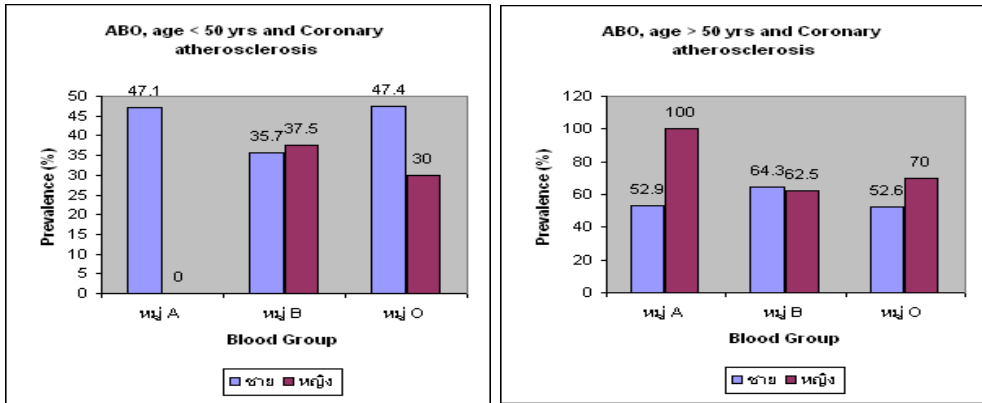 ABO, age < 50 yrs and Coronary
atherosclerosis
Prevalence (%)
50
45
40
35
30
25
20
15
10
5
0
47.1
0
35.7
37.5
47.4
30
หมู่ A
หมู่ B
หมู่ O
Blood Group
ชาย
หญิง
ABO, age > 50 yrs and Coronary
atherosclerosis
Prevalence (%)
120
100
80
60
40
20
0
52.9
100
64.3
62.5
52.6
70
หมู่ A
หมู่ B
หมู่ O
Blood Group
ชาย
หญิง